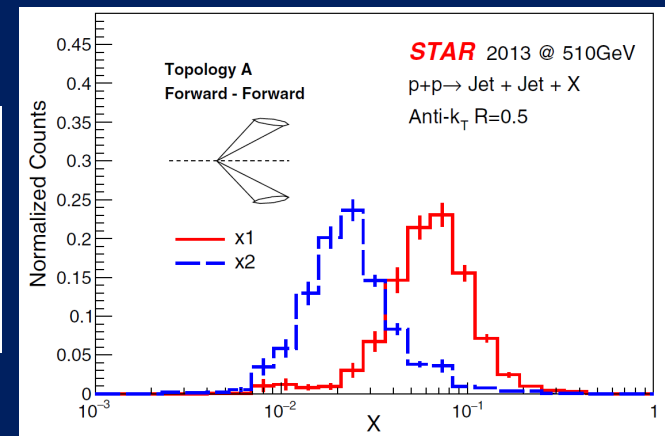 STAR 2013 @ 510GeV
p+p→ Jet + Jet + X
Anti-k_T R=0.5
Topology A
Forward - Forward
x1
x2
Normalized Counts
0.45
0.4
0.35
0.3
0.25
0.2
0.15
0.1
0.05
0
10⁻³
10⁻²
10⁻¹
1
X